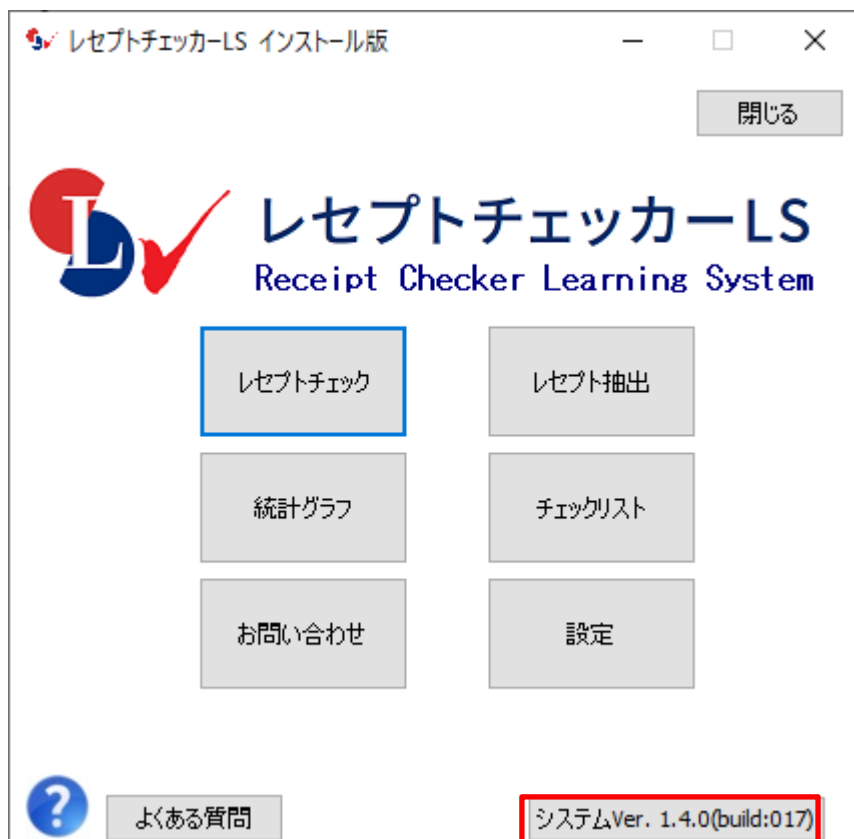 レセプトチェッカーLS インストール版
閉じる
L
レセプトチェッカーLS
Receipt Checker Learning System
レセプトチェック
レセプト抽出
統計グラフ
チェックリスト
お問い合わせ
設定
?
よくある質問
システムVer. 1.4.0(build:017)